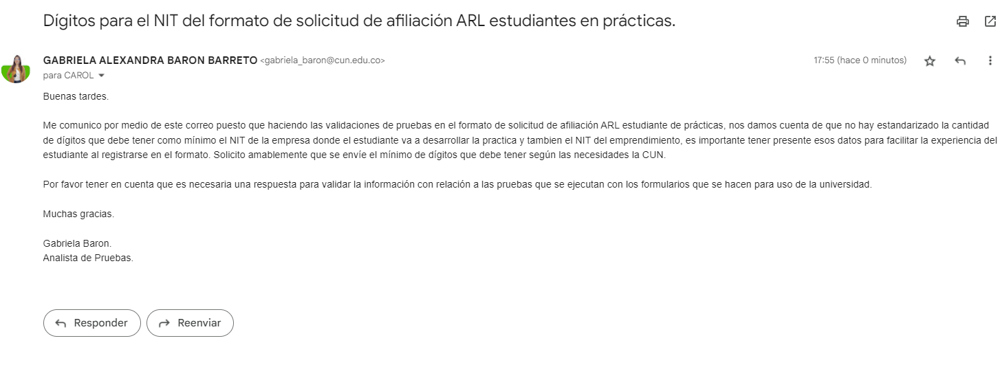 Dígitos para el NIT del formato de solicitud de afiliación ARL estudiantes en prácticas.
GABRIELA ALEXANDRA BARON BARRETO <gabriela_baron@cun.edu.co>
17:55 (hace 0 minutos)
para CAROL
Buenas tardes.
Me comunico por medio de este correo puesto que haciendo las validaciones de pruebas en el formato de solicitud de afiliación ARL estudiante de prácticas, nos damos cuenta de que no hay estandarizado la cantidad
de dígitos que debe tener como mínimo el NIT de la empresa donde el estudiante va a desarrollar la practica y tambien el NIT del emprendimiento, es importante tener presente esos datos para facilitar la experiencia del
estudiante al registrarse en el formato. Solicito amablemente que se envíe el mínimo de dígitos que debe tener según las necesidades la CUN.
Por favor tener en cuenta que es necesaria una respuesta para validar la información con relación a las pruebas que se ejecutan con los formularios que se hacen para uso de la universidad.
Muchas gracias.
Gabriela Baron.
Analista de Pruebas.
Responder
Reenviar